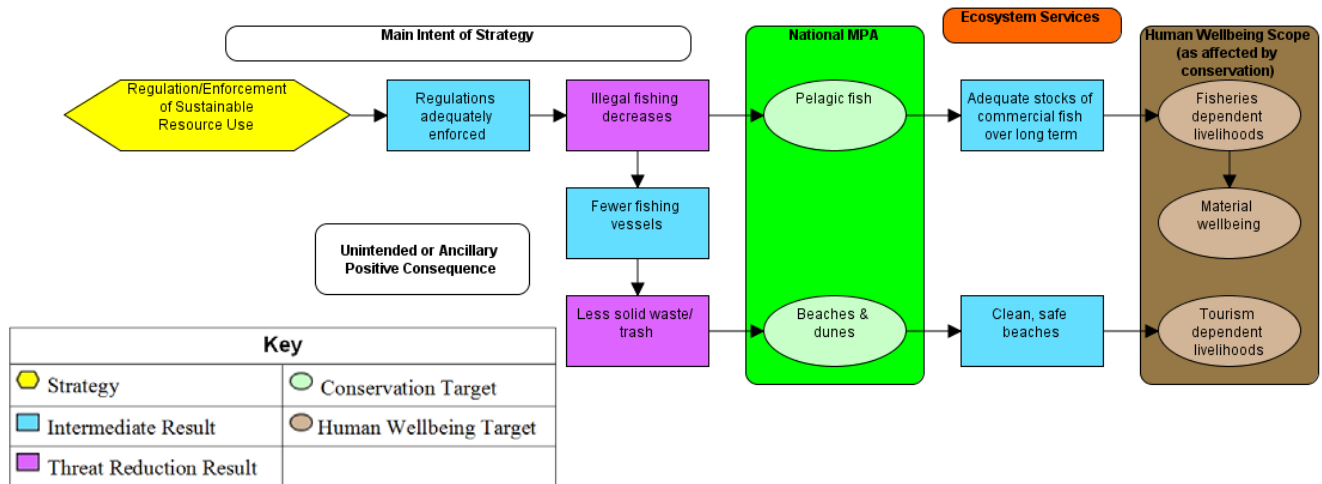 Main Intent of Strategy
National MPA
Ecosystem Services
Human Wellbeing Scope
(as affected by
conservation)
Regulation/Enforcement
of Sustainable
Resource Use
Regulations
adequately
enforced
Illegal fishing
decreases
Pelagic fish
Adequate stocks of
commercial fish
over long term
Fisheries
dependent
livelihoods
Fewer fishing
vessels
Material
wellbeing
Unintended or Ancillary
Positive Consequence
Less solid waste/
trash
Beaches &
dunes
Clean, safe
beaches
Tourism
dependent
livelihoods
Key
Strategy
Conservation Target
Intermediate Result
Human Wellbeing Target
Threat Reduction Result